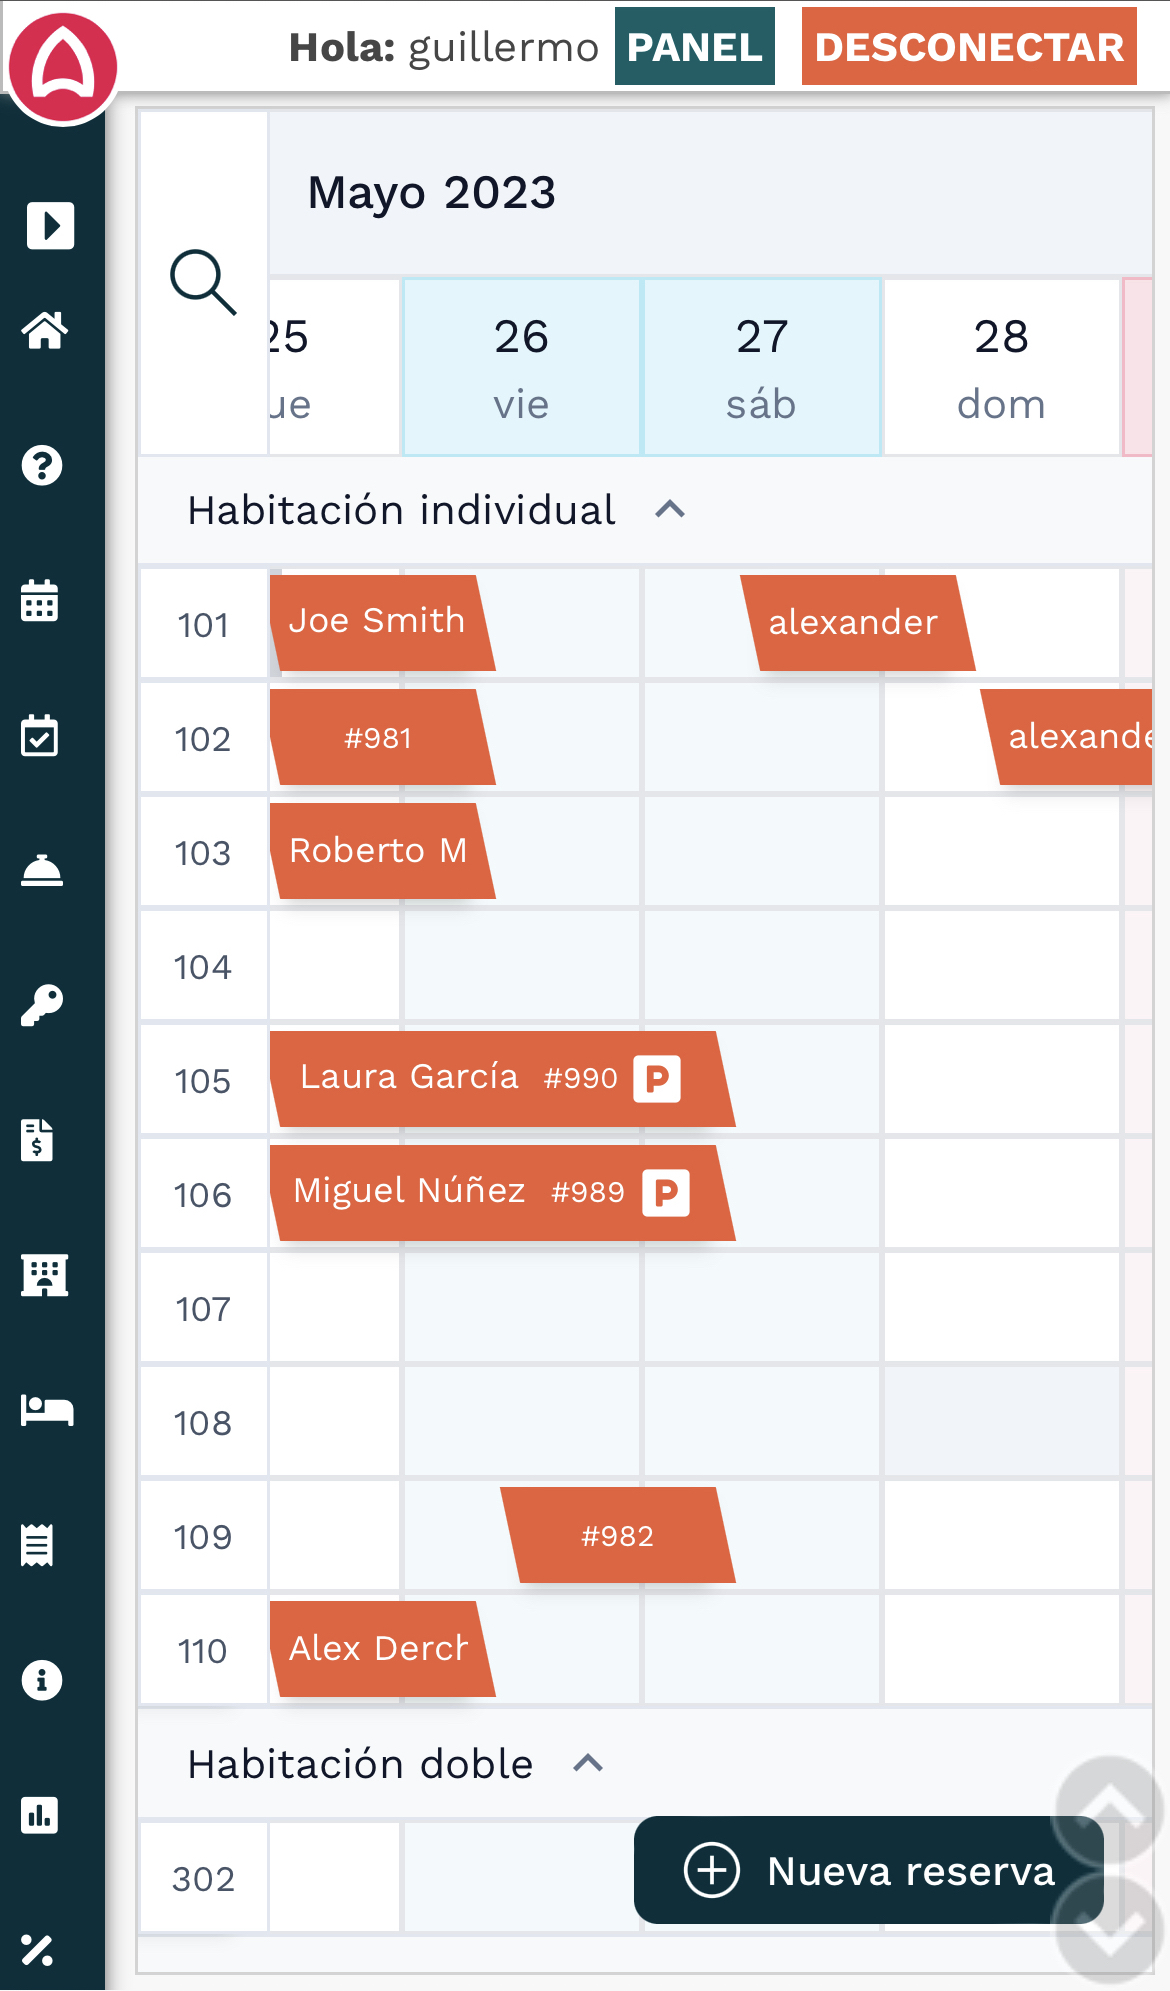 Hola: guillermo PANEL DESCONECTAR
Mayo 2023
25 26 27 28
ue vie sáb dom
Habitación individual
101 Joe Smith alexander
102 #981 alexande
103 Roberto M
104
105 Laura García #990 P
106 Miguel Núñez #989 P
107
108
109 #982
110 Alex Derch
Habitación doble
302 Nueva reserva